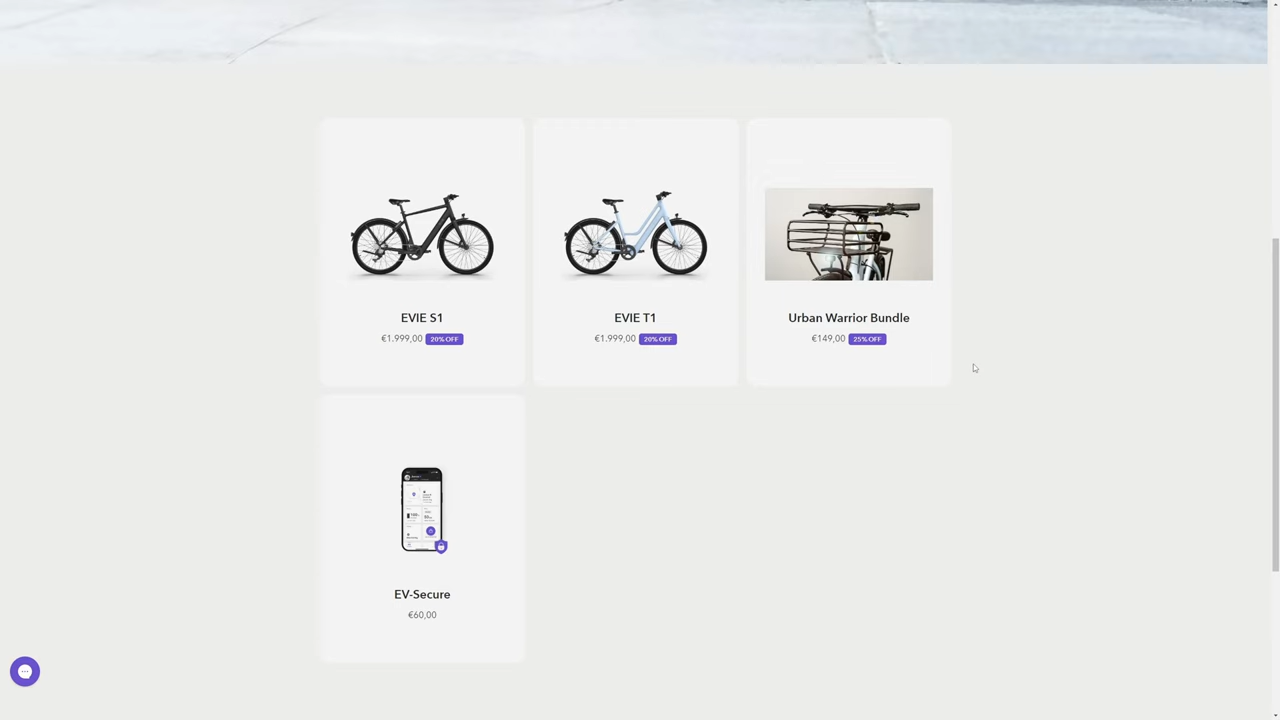 EVIE S1
€1.999,00 20% OFF
EVIE T1
€1.999,00 20% OFF
Urban Warrior Bundle
€149,00 25% OFF
EV-Secure
€60,00